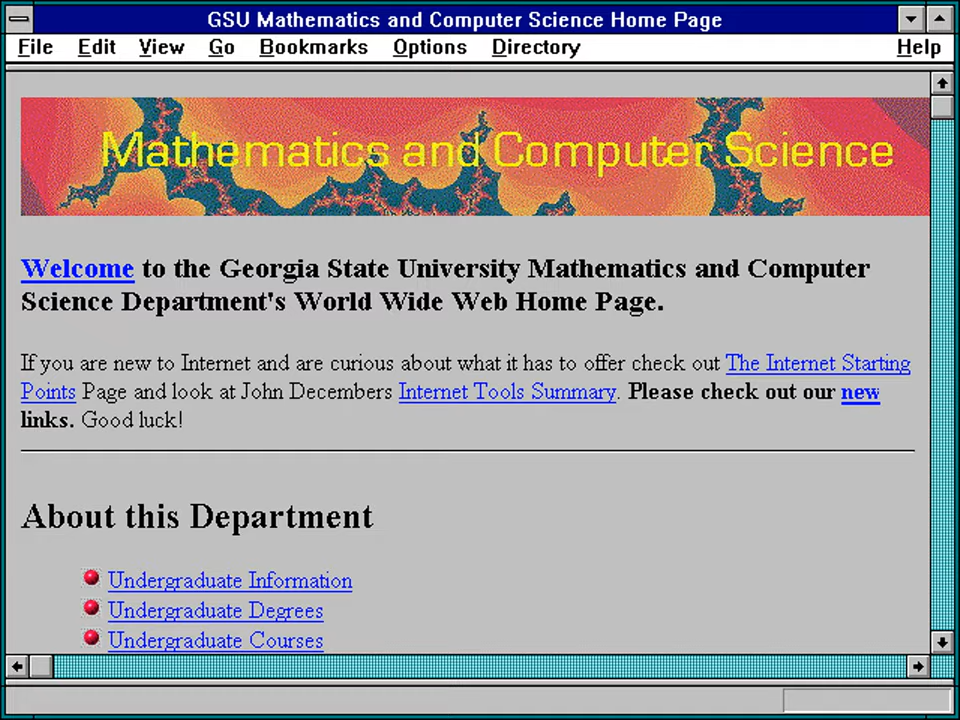 GSU Mathematics and Computer Science Home Page
File Edit View Go Bookmarks Options Directory Help
Mathematics and Computer Science
Welcome to the Georgia State University Mathematics and Computer
Science Department's World Wide Web Home Page.
If you are new to Internet and are curious about what it has to offer check out The Internet Starting
Points Page and look at John Decembers Internet Tools Summary. Please check out our new
links. Good luck!
About this Department
Undergraduate Information
Undergraduate Degrees
Undergraduate Courses